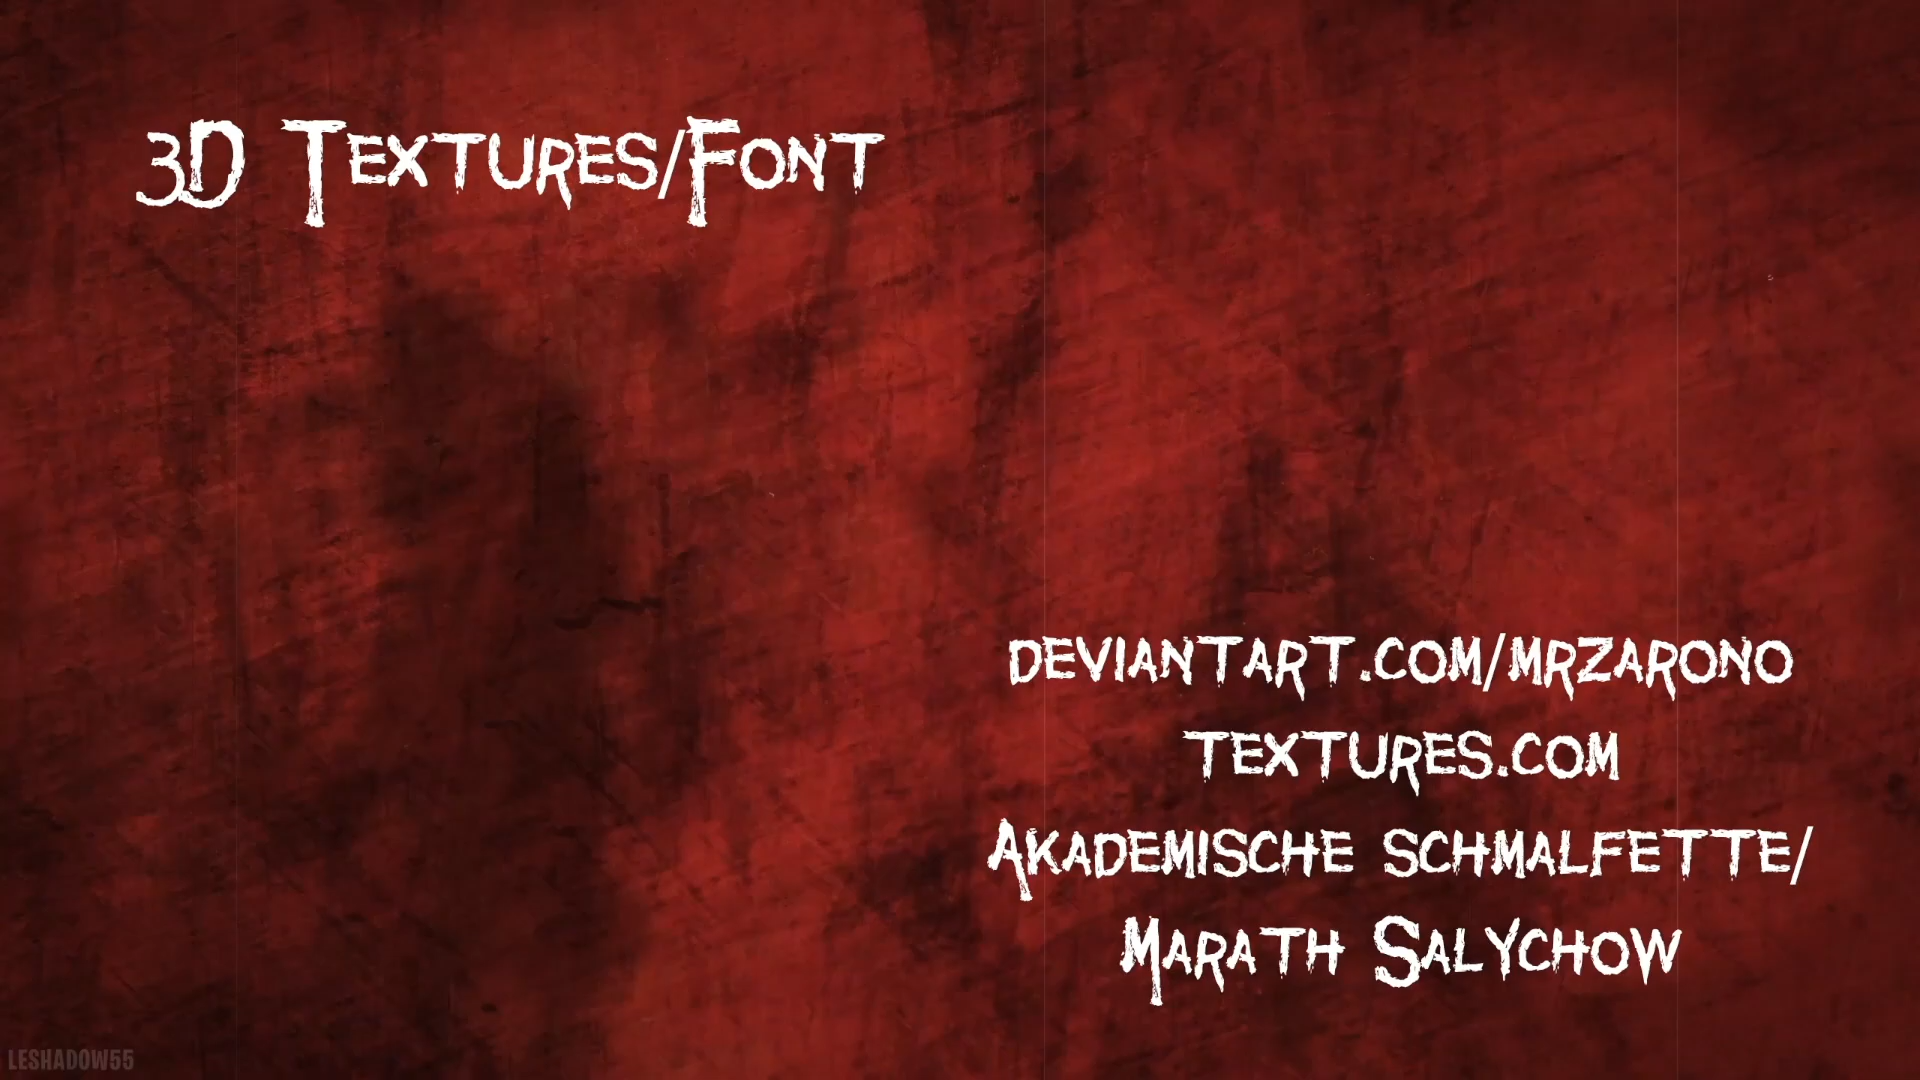 3D Textures/Font
deviantart.com/mrzarono
textures.com
Akademische schmalfette/
Marath Salychow
LESHADOW55